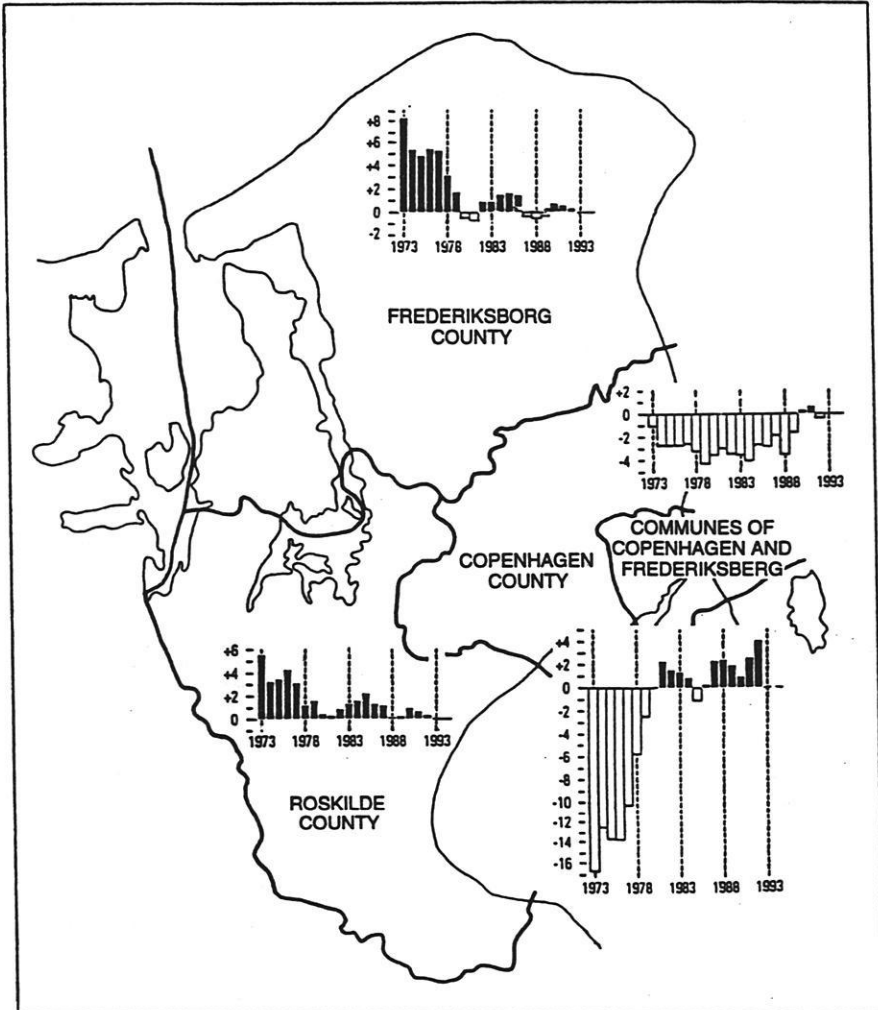 +8
+6
+4
+2
0
-2
1973 1978 1983 1988 1993
FREDERIKSBORG
COUNTY
+2
0
-2
-4
1973 1978 1983 1988 1993
COPENHAGEN
COUNTY
COMMUNES OF
COPENHAGEN AND
FREDERIKSBERG
+6
+4
+2
0
1973 1978 1983 1988 1993
ROSKILDE
COUNTY
+4
+2
0
-2
-4
-6
-8
-10
-12
-14
-16
1973 1978 1983 1988 1993